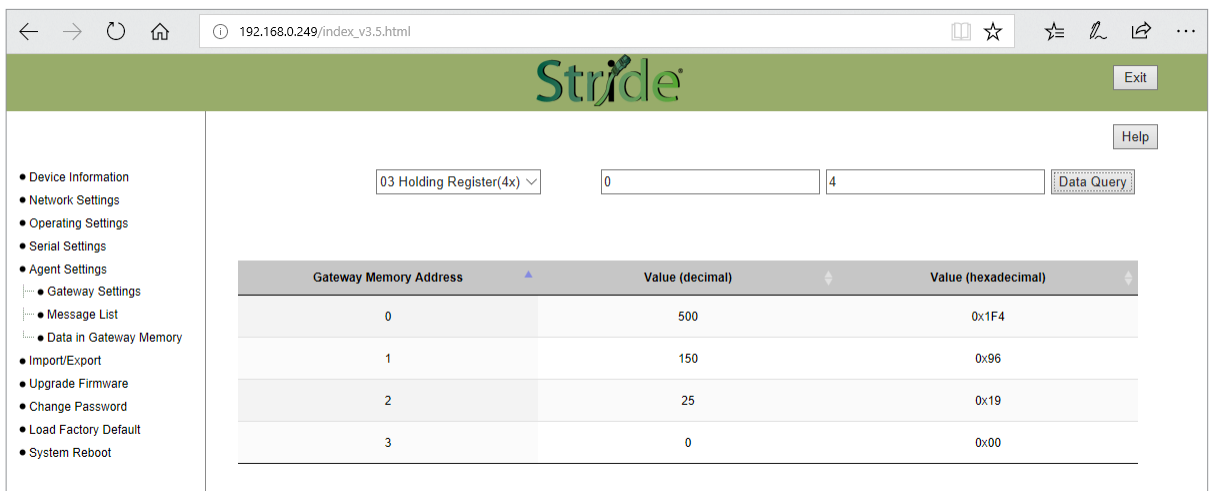 192.168.0.249/index_v3.5.html
Stride
Exit
Help
Device Information
Network Settings
Operating Settings
Serial Settings
Agent Settings
Gateway Settings
Message List
Data in Gateway Memory
Import/Export
Upgrade Firmware
Change Password
Load Factory Default
System Reboot
03 Holding Register(4x) 0 4 Data Query
Gateway Memory Address Value (decimal) Value (hexadecimal)
0 500 0x1F4
1 150 0x96
2 25 0x19
3 0 0x00